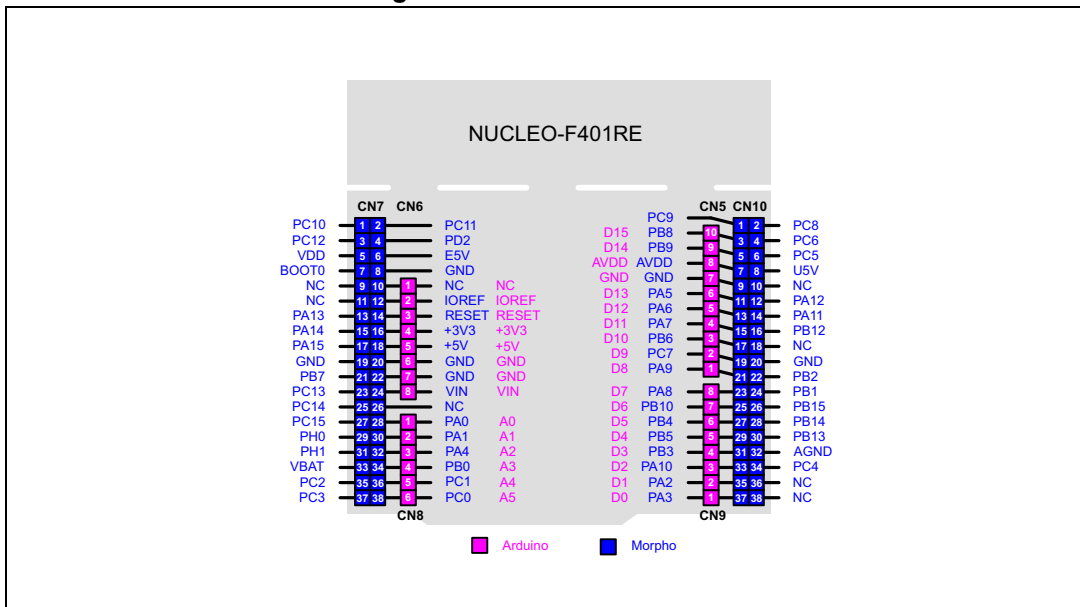 NUCLEO-F401RE
CN7 CN6 CN5 CN10
PC9
PC10 1 2 PC11 1 2 PC8
PC12 3 4 PD2 D15 PB8 10 3 4 PC6
VDD 5 6 E5V D14 PB9 9 5 6 PC5
BOOT0 7 8 GND AVDD AVDD 8 7 8 U5V
NC 9 10 1 NC NC GND GND 7 9 10 NC
NC 11 12 2 IOREF IOREF D13 PA5 6 11 12 PA12
PA13 13 14 3 RESET RESET D12 PA6 5 13 14 PA11
PA14 15 16 4 +3V3 +3V3 D11 PA7 4 15 16 PB12
PA15 17 18 5 +5V +5V D10 PB6 3 17 18 NC
GND 19 20 6 GND GND D9 PC7 2 19 20 GND
PB7 21 22 7 GND GND D8 PA9 1 21 22 PB2
PC13 23 24 8 VIN VIN D7 PA8 8 23 24 PB1
PC14 25 26 NC D6 PB10 7 25 26 PB15
PC15 27 28 1 PA0 A0 D5 PB4 6 27 28 PB14
PH0 29 30 2 PA1 A1 D4 PB5 5 29 30 PB13
PH1 31 32 3 PA4 A2 D3 PB3 4 31 32 AGND
VBAT 33 34 4 PB0 A3 D2 PA10 3 33 34 PC4
PC2 35 36 5 PC1 A4 D1 PA2 2 35 36 NC
PC3 37 38 6 PC0 A5 D0 PA3 1 37 38 NC
CN8 CN9
Arduino Morpho